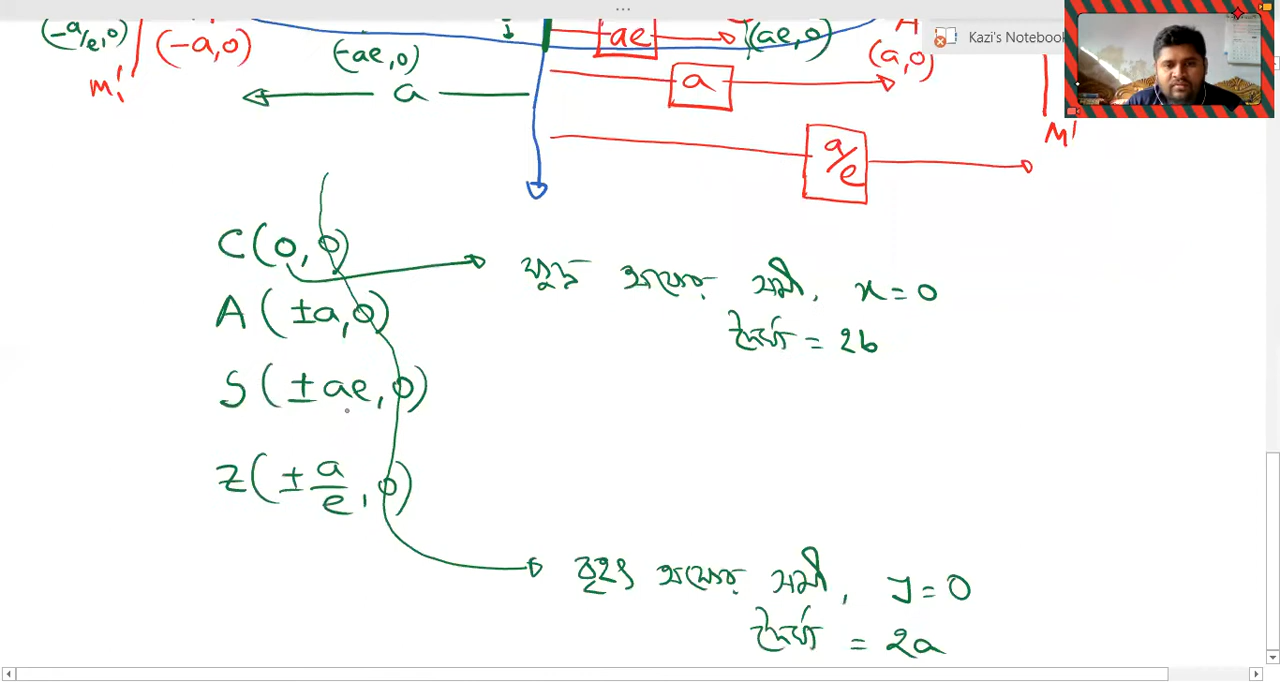 (-a/e, 0)
(-a, 0)
(-ae, 0)
ae
(ae, 0)
A
(a, 0)
Kazi's Notebook
M₁'
a
a
M'
a/e
C(0, 0)
ক্ষুদ্র অক্ষের সমী, x = 0
দৈর্ঘ্য = 2b
A (±a, 0)
S (±ae, 0)
Z(± a/e, 0)
বৃহৎ অক্ষের সমী, y = 0
দৈর্ঘ্য = 2a